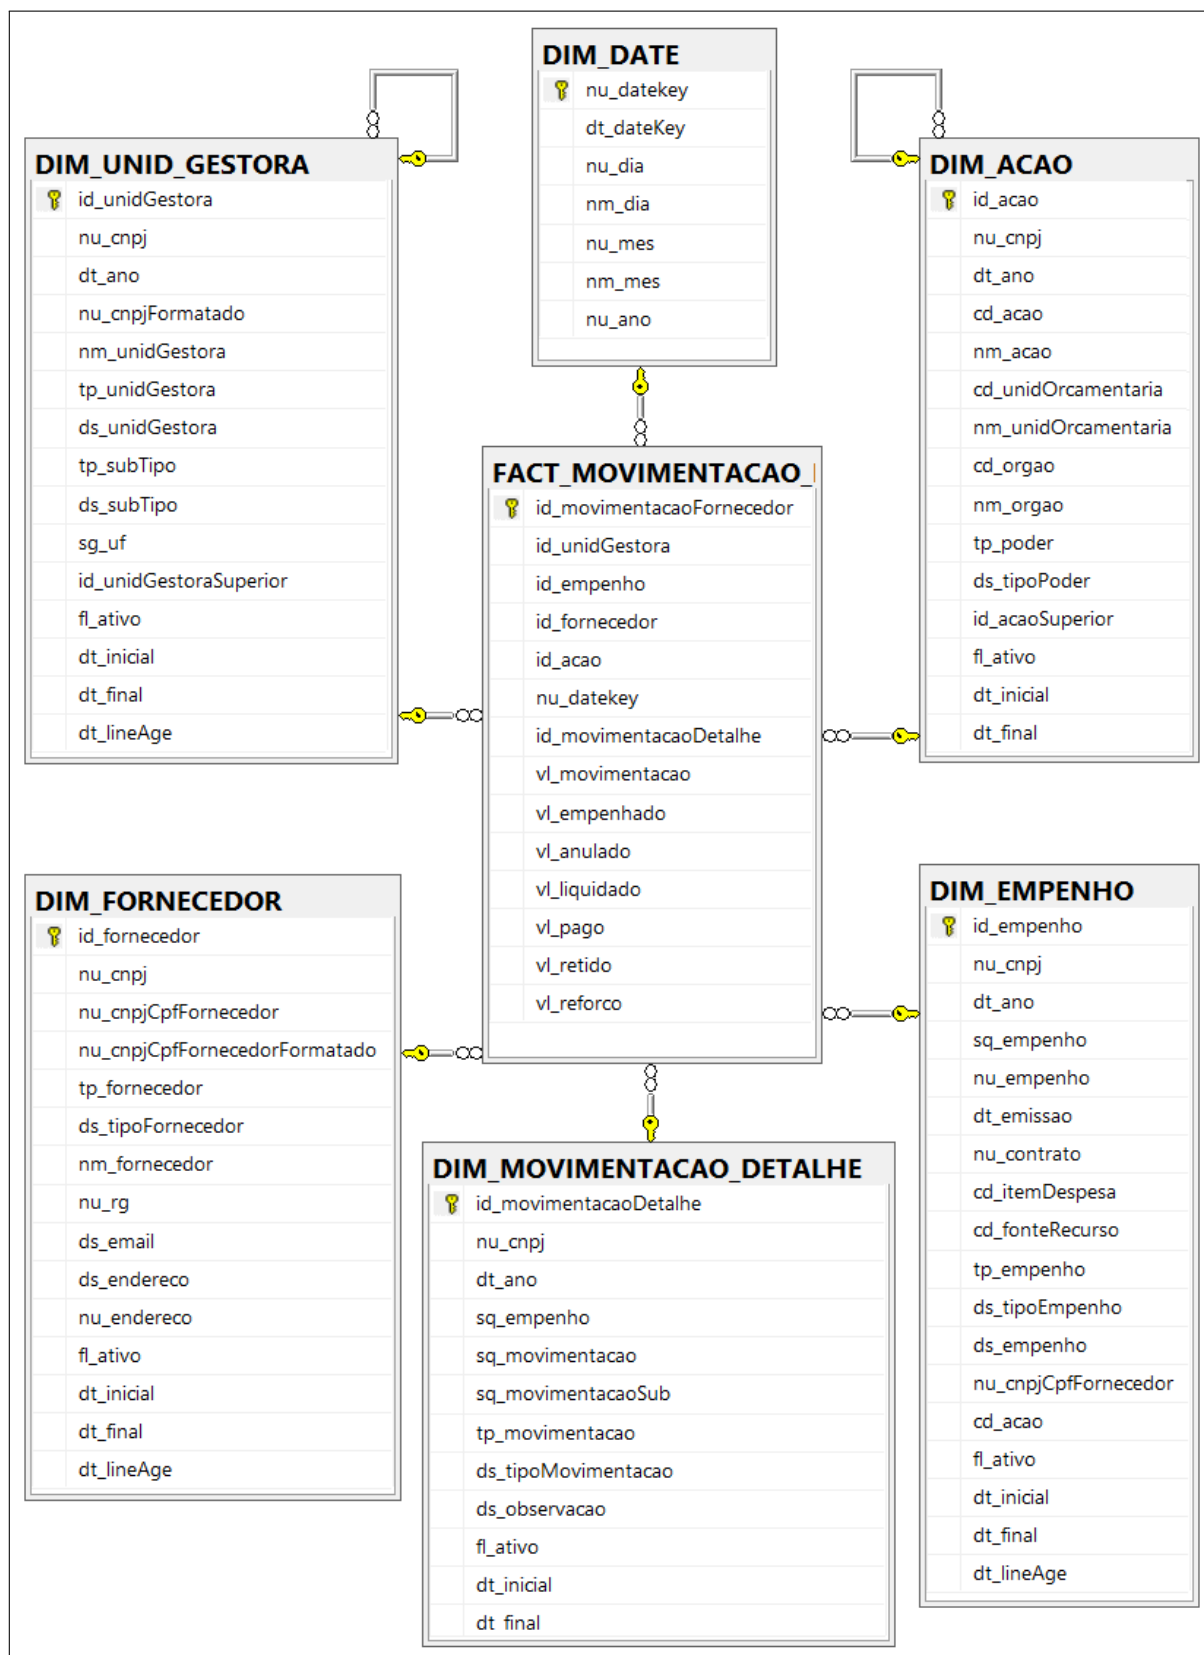 DIM_DATE
nu_datekey
dt_dateKey
nu_dia
nm_dia
nu_mes
nm_mes
nu_ano
DIM_UNID_GESTORA
id_unidGestora
nu_cnpj
dt_ano
nu_cnpjFormatado
nm_unidGestora
tp_unidGestora
ds_unidGestora
tp_subTipo
ds_subTipo
sg_uf
id_unidGestoraSuperior
fl_ativo
dt_inicial
dt_final
dt_lineAge
DIM_ACAO
id_acao
nu_cnpj
dt_ano
cd_acao
nm_acao
cd_unidOrcamentaria
nm_unidOrcamentaria
cd_orgao
nm_orgao
tp_poder
ds_tipoPoder
id_acaoSuperior
fl_ativo
dt_inicial
dt_final
FACT_MOVIMENTACAO_
id_movimentacaoFornecedor
id_unidGestora
id_empenho
id_fornecedor
id_acao
nu_datekey
id_movimentacaoDetalhe
vl_movimentacao
vl_empenhado
vl_anulado
vl_liquidado
vl_pago
vl_retido
vl_reforco
DIM_FORNECEDOR
id_fornecedor
nu_cnpj
nu_cnpjCpfFornecedor
nu_cnpjCpfFornecedorFormatado
tp_fornecedor
ds_tipoFornecedor
nm_fornecedor
nu_rg
ds_email
ds_endereco
nu_endereco
fl_ativo
dt_inicial
dt_final
dt_lineAge
DIM_EMPENHO
id_empenho
nu_cnpj
dt_ano
sq_empenho
nu_empenho
dt_emissao
nu_contrato
cd_itemDespesa
cd_fonteRecurso
tp_empenho
ds_tipoEmpenho
ds_empenho
nu_cnpjCpfFornecedor
cd_acao
fl_ativo
dt_inicial
dt_final
dt_lineAge
DIM_MOVIMENTACAO_DETALHE
id_movimentacaoDetalhe
nu_cnpj
dt_ano
sq_empenho
sq_movimentacao
sq_movimentacaoSub
tp_movimentacao
ds_tipoMovimentacao
ds_observacao
fl_ativo
dt_inicial
dt_final